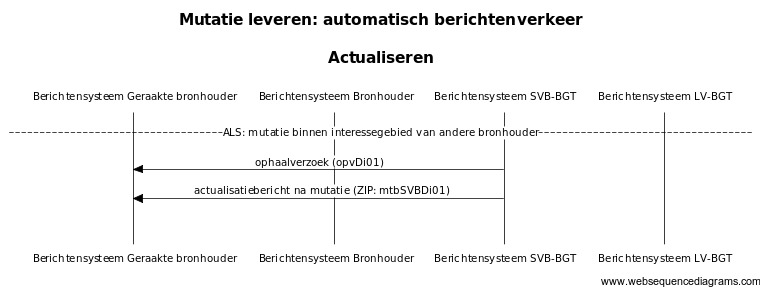 Mutatie leveren: automatisch berichtenverkeer
Actualiseren
Berichtensysteem Geraakte bronhouder Berichtensysteem Bronhouder Berichtensysteem SVB-BGT Berichtensysteem LV-BGT
ALS: mutatie binnen interessegebied van andere bronhouder
ophaalverzoek (opvDi01)
actualisatiebericht na mutatie (ZIP: mtbSVBDi01)
Berichtensysteem Geraakte bronhouder Berichtensysteem Bronhouder Berichtensysteem SVB-BGT Berichtensysteem LV-BGT
www.websequencediagrams.com